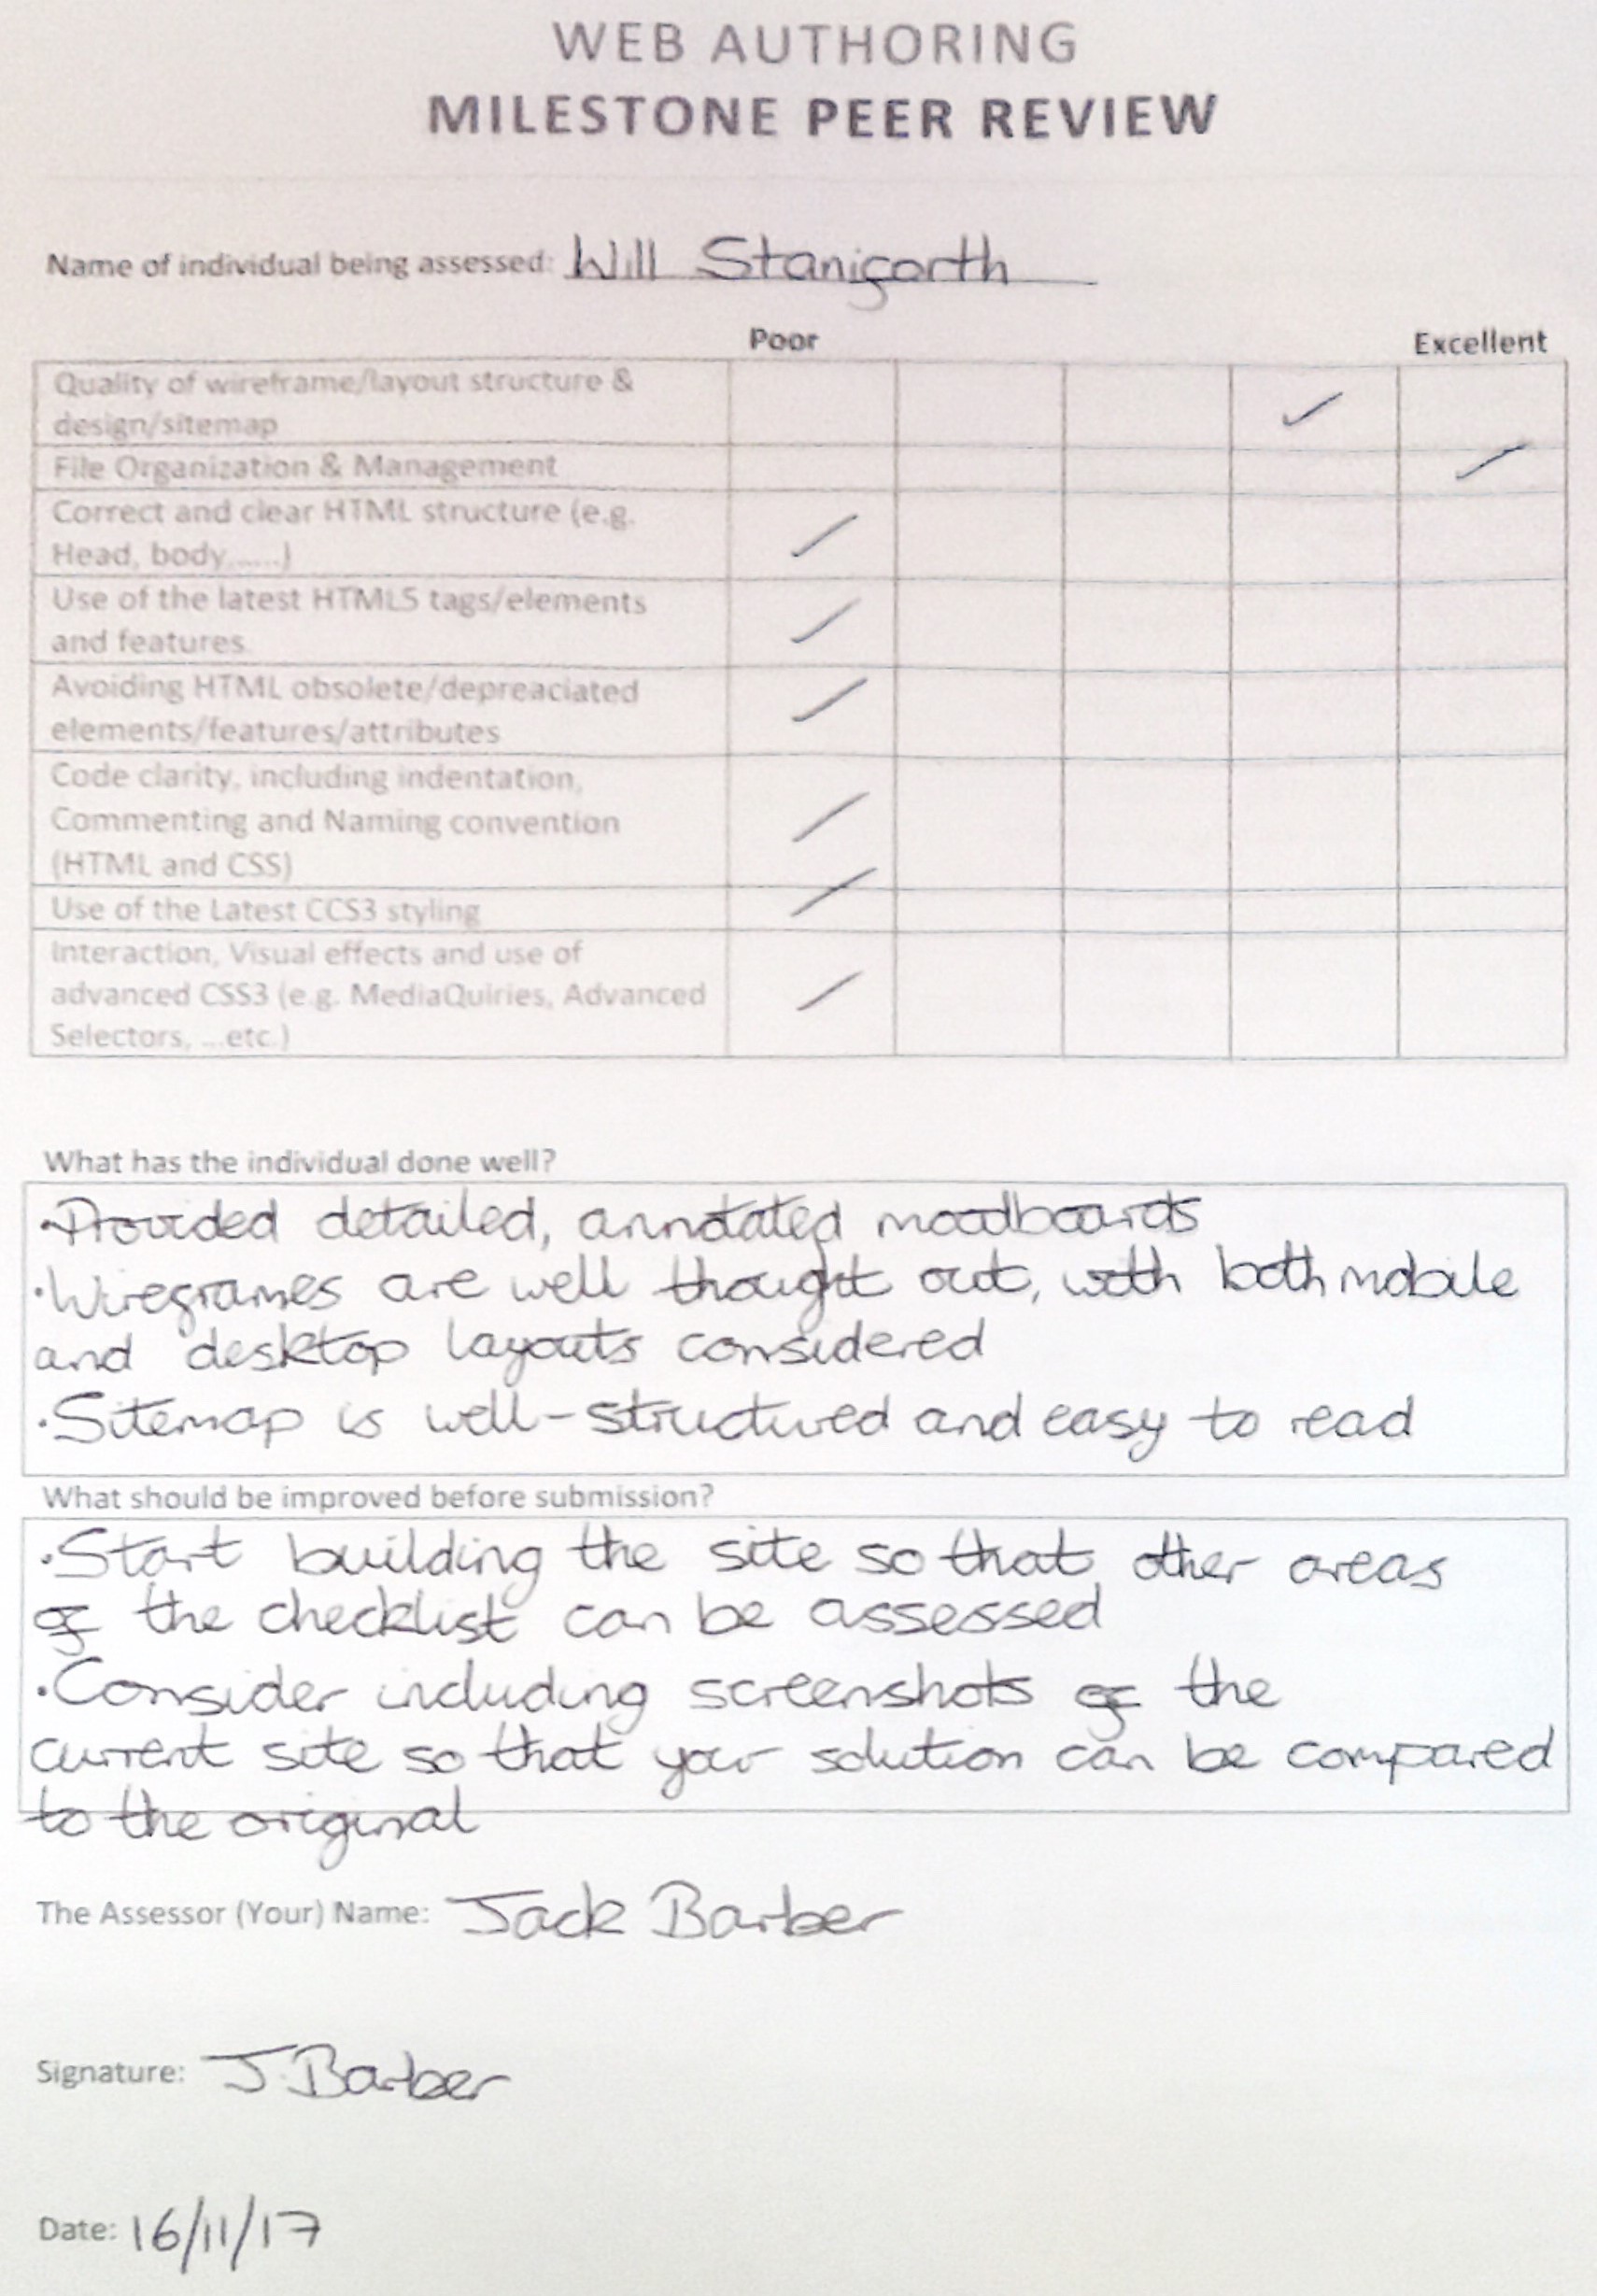 WEB AUTHORING
MILESTONE PEER REVIEW
Name of individual being assessed: Will Staniforth
Poor Excellent
Quality of wireframe/layout structure & ✓
design/sitemap
File Organization & Management ✓
Correct and clear HTML structure (e.g. ✓
Head, body,.....)
Use of the latest HTML5 tags/elements ✓
and features
Avoiding HTML obsolete/depreaciated ✓
elements/features/attributes
Code clarity, including indentation,
Commenting and Naming convention ✓
(HTML and CSS)
Use of the Latest CCS3 styling ✓
Interaction, Visual effects and use of
advanced CSS3 (e.g. MediaQuiries, Advanced ✓
Selectors, ...etc.)
What has the individual done well?
·Provided detailed, annotated moodboards
·Wireframes are well thought out, with both mobile
and desktop layouts considered
·Sitemap is well-structured and easy to read
What should be improved before submission?
·Start building the site so that other areas
of the checklist can be assessed
·Consider including screenshots of the
current site so that your solution can be compared
to the original
The Assessor (Your) Name: Jack Barber
Signature: J.Barber
Date: 16/11/17